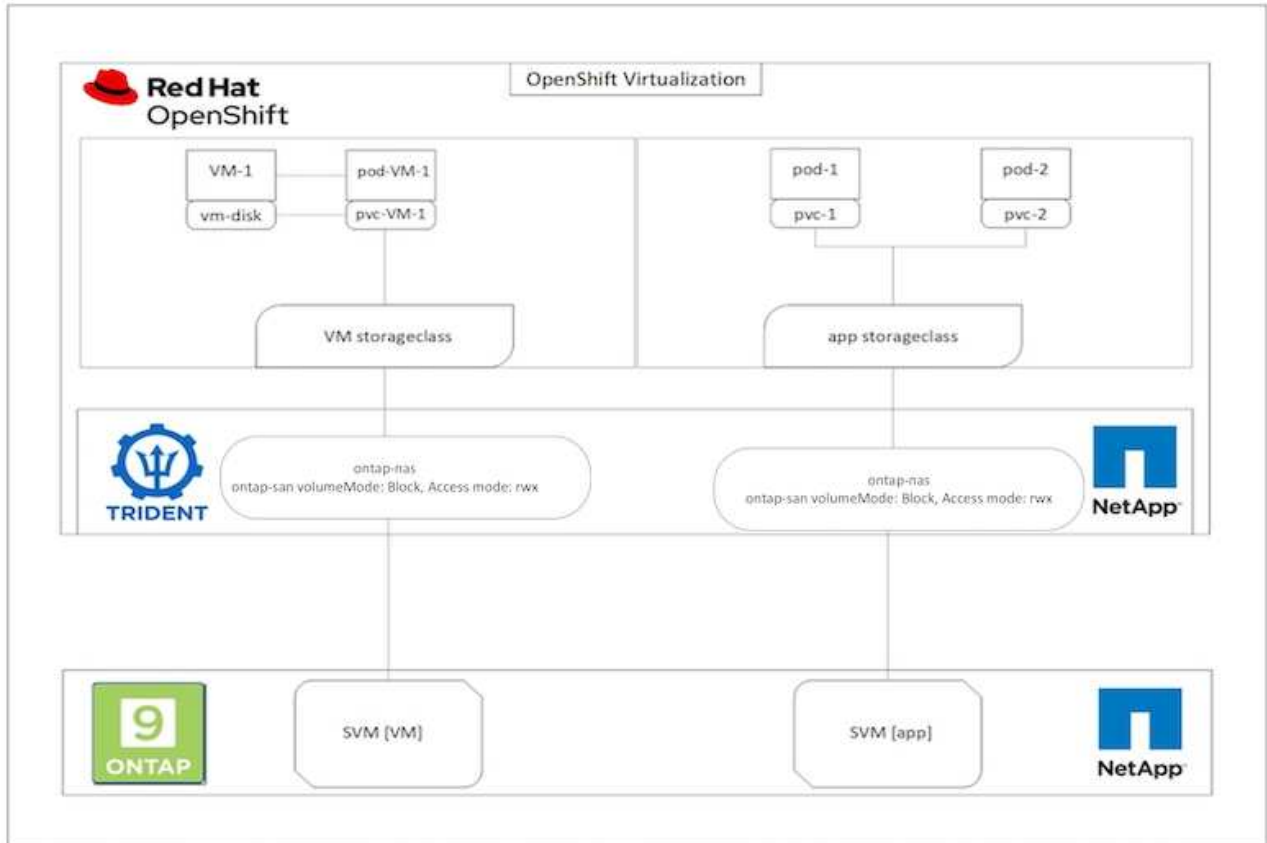 OpenShift Virtualization
Red Hat
OpenShift
VM-1
pod-VM-1
vm-disk
pvc-VM-1
pod-1
pod-2
pvc-1
pvc-2
VM storageclass
app storageclass
TRIDENT
ontap-nas
ontap-san volumeMode: Block, Access mode: rwx
ontap-nas
ontap-san volumeMode: Block, Access mode: rwx
NetApp
9
ONTAP
SVM [VM]
SVM [app]
NetApp